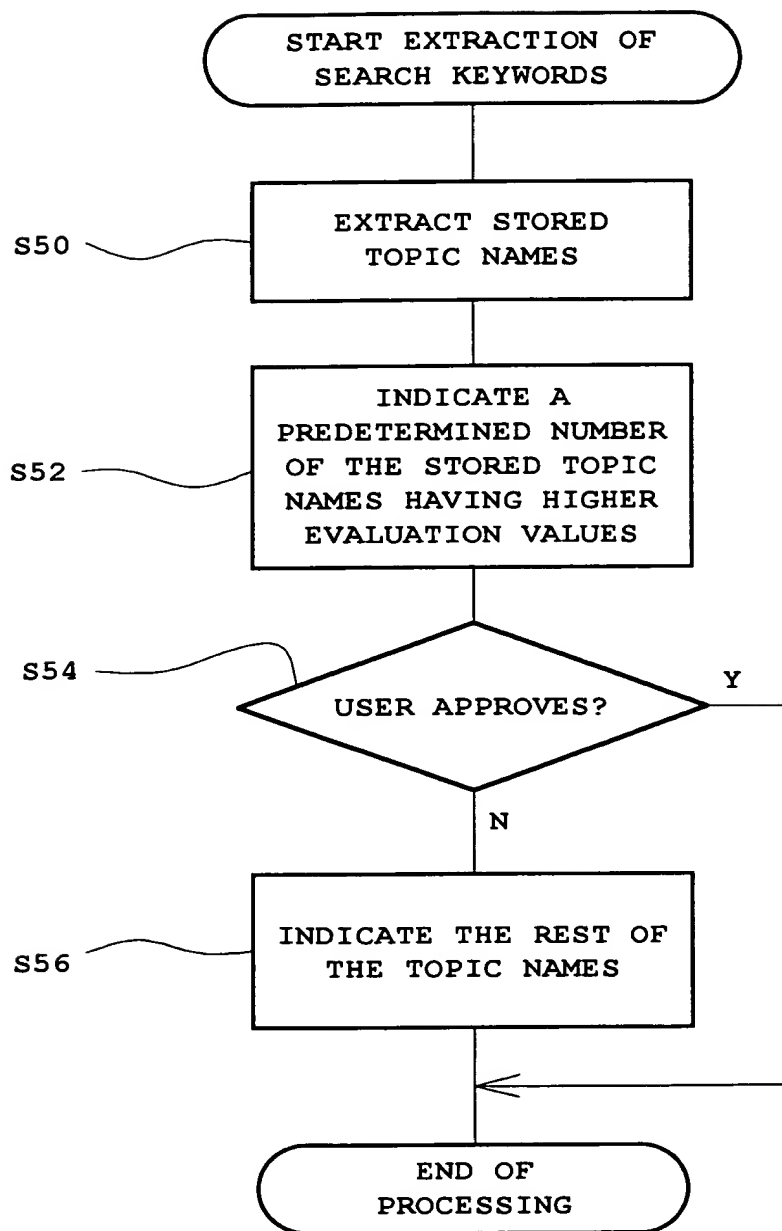 START EXTRACTION OF
SEARCH KEYWORDS
S50
EXTRACT STORED
TOPIC NAMES
S52
INDICATE A
PREDETERMINED NUMBER
OF THE STORED TOPIC
NAMES HAVING HIGHER
EVALUATION VALUES
S54
USER APPROVES?
Y
N
S56
INDICATE THE REST OF
THE TOPIC NAMES
END OF
PROCESSING